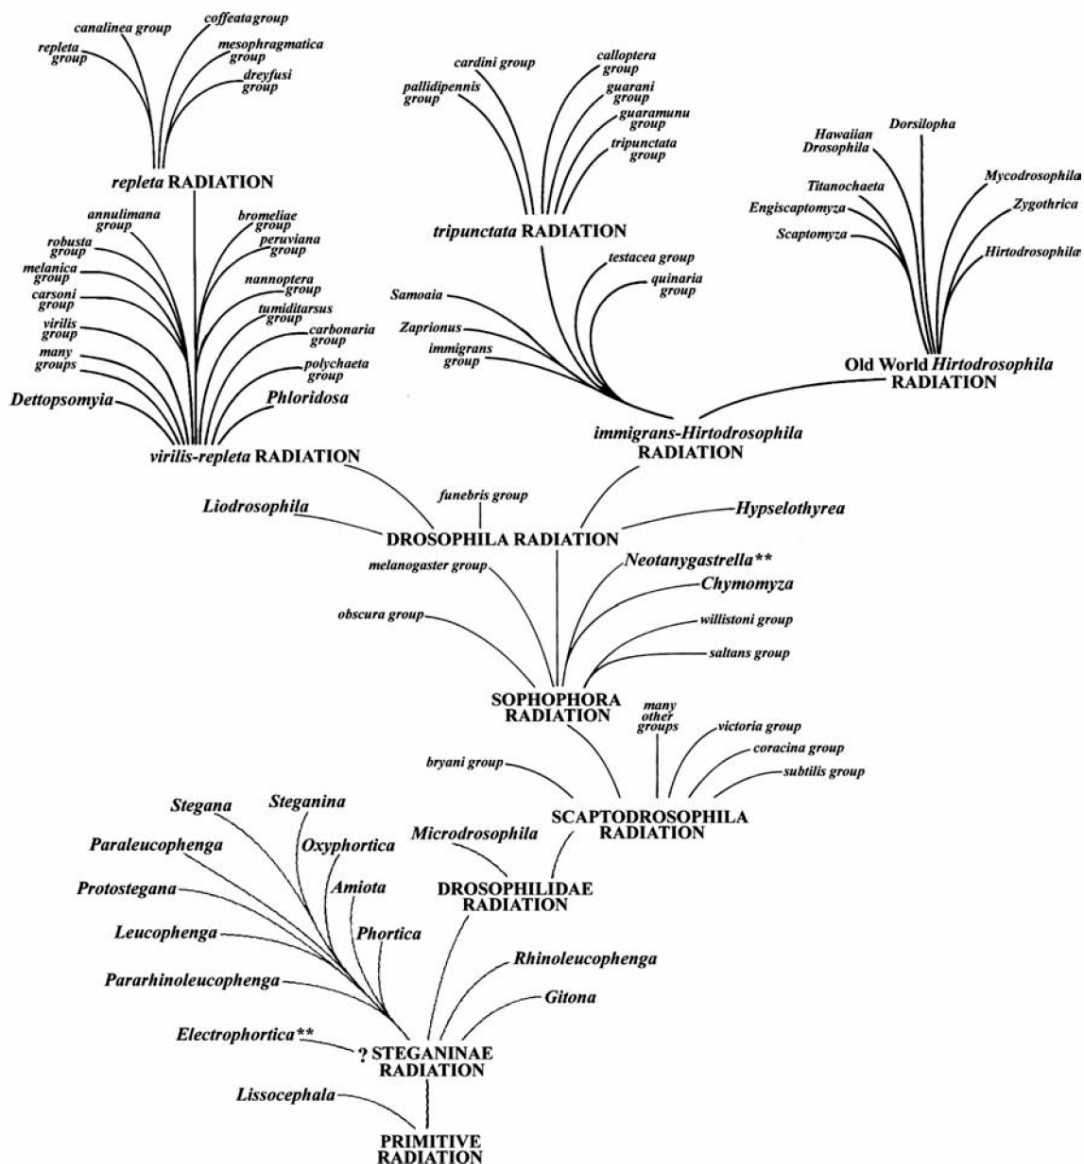 canalinea group
coffeata group
repleta
group
mesophragmatica
group
dreyfusi
group
repleta RADIATION
cardini group
calloptera
group
pallidipennis
group
guarani
group
guaramunu
group
tripunctata
group
tripunctata RADIATION
Dorsilopha
Hawaiian
Drosophila
Mycodrosophila
Titanochaeta
Engiscaptomyza
Zygothrica
Scaptomyza
Hirtodrosophila
Old World Hirtodrosophila
RADIATION
annulimana
group
bromeliae
group
robusta
group
peruviana
group
melanica
group
nannoptera
group
carsoni
group
tumiditarsus
group
virilis
group
carbonaria
group
many
groups
polychaeta
group
Dettopsomyia
Phloridosa
virilis-repleta RADIATION
testacea group
quinaria
group
Samoaia
Zaprionus
immigrans
group
immigrans-Hirtodrosophila
RADIATION
Liodrosophila
funebris group
Hypselothyrea
DROSOPHILA RADIATION
melanogaster group
Neotanygastrella**
Chymomyza
obscura group
willistoni group
saltans group
SOPHOPHORA
RADIATION
many
other
groups
victoria group
bryani group
coracina group
subtilis group
SCAPTODROSOPHILA
RADIATION
Microdrosophila
DROSOPHILIDAE
RADIATION
Stegana
Steganina
Paraleucophenga
Oxyphortica
Protostegana
Amiota
Leucophenga
Phortica
Pararhinoleucophenga
Rhinoleucophenga
Gitona
Electrophortica**
? STEGANINAE
RADIATION
Lissocephala
PRIMITIVE
RADIATION